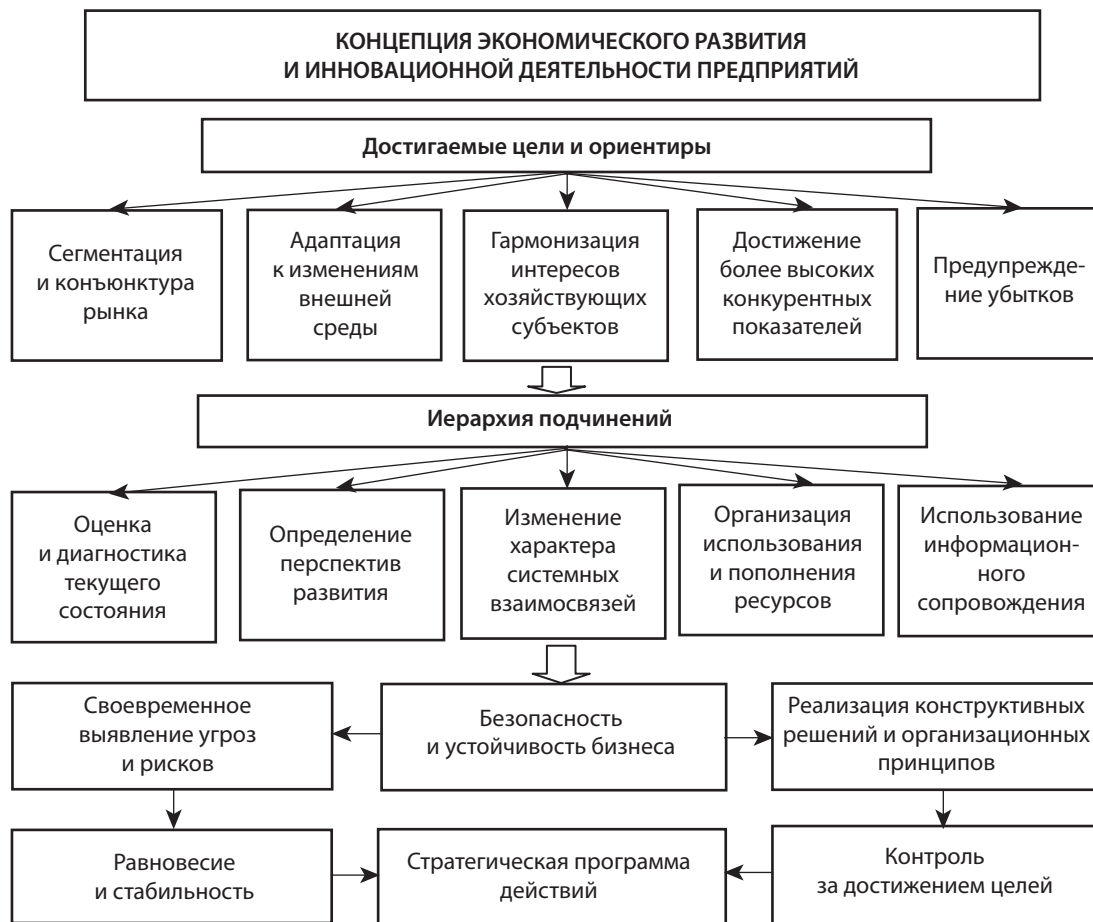 КОНЦЕПЦИЯ ЭКОНОМИЧЕСКОГО РАЗВИТИЯ
И ИННОВАЦИОННОЙ ДЕЯТЕЛЬНОСТИ ПРЕДПРИЯТИЙ
Достигаемые цели и ориентиры
Сегментация
и конъюнктура
рынка
Адаптация
к изменениям
внешней
среды
Гармонизация
интересов
хозяйствующих
субъектов
Достижение
более высоких
конкурентных
показателей
Предупрежде-
ние убытков
Иерархия подчинений
Оценка
и диагностика
текущего
состояния
Определение
перспектив
развития
Изменение
характера
системных
взаимосвязей
Организация
использования
и пополнения
ресурсов
Использование
информацион-
ного
сопровождения
Своевременное
выявление угроз
и рисков
Безопасность
и устойчивость бизнеса
Реализация конструктивных
решений и организационных
принципов
Равновесие
и стабильность
Стратегическая программа
действий
Контроль
за достижением целей